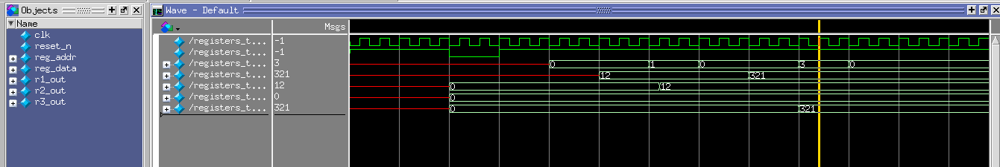 Objects
Name
clk
reset_n
reg_addr
reg_data
r1_out
r2_out
r3_out
Wave - Default
Msgs
/registers_t... -1
/registers_t... -1
/registers_t... 3 0 1 0 3 0
/registers_t... 321 12 321
/registers_t... 12 0 12
/registers_t... 0 0
/registers_t... 321 0 321